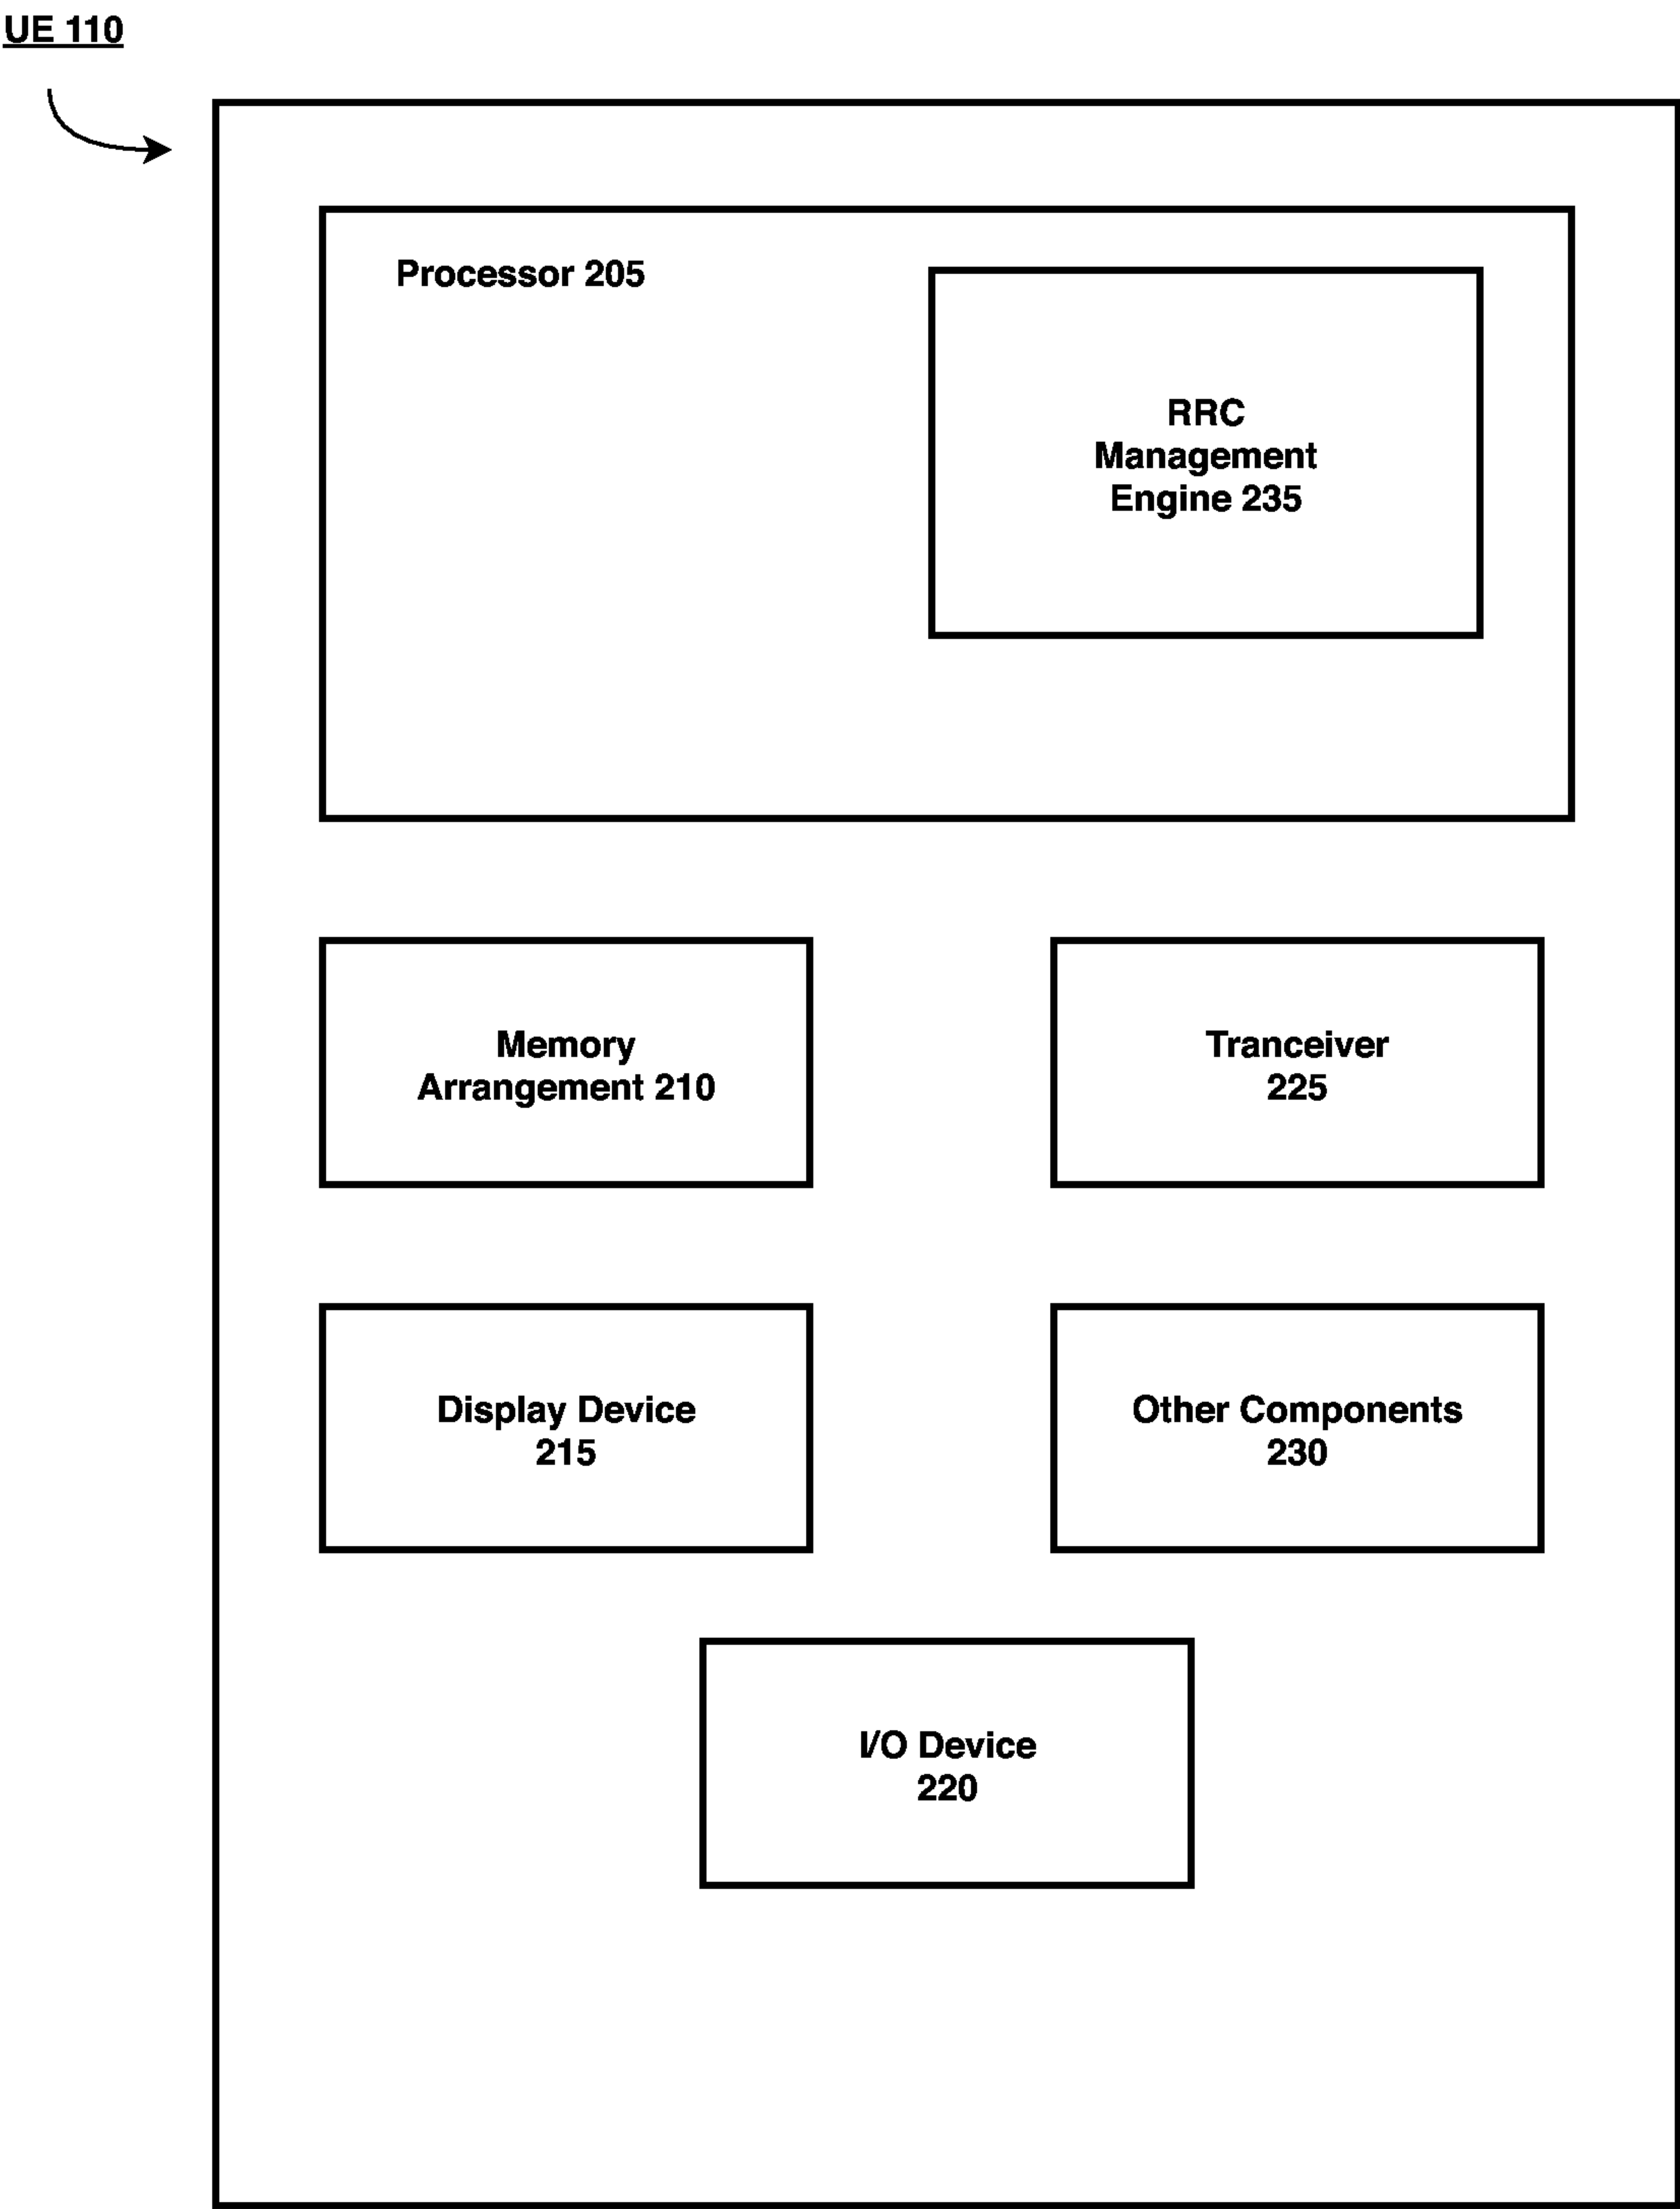 UE 110
Processor 205
RRC
Management
Engine 235
Memory
Arrangement 210
Tranceiver
225
Display Device
215
Other Components
230
I/O Device
220